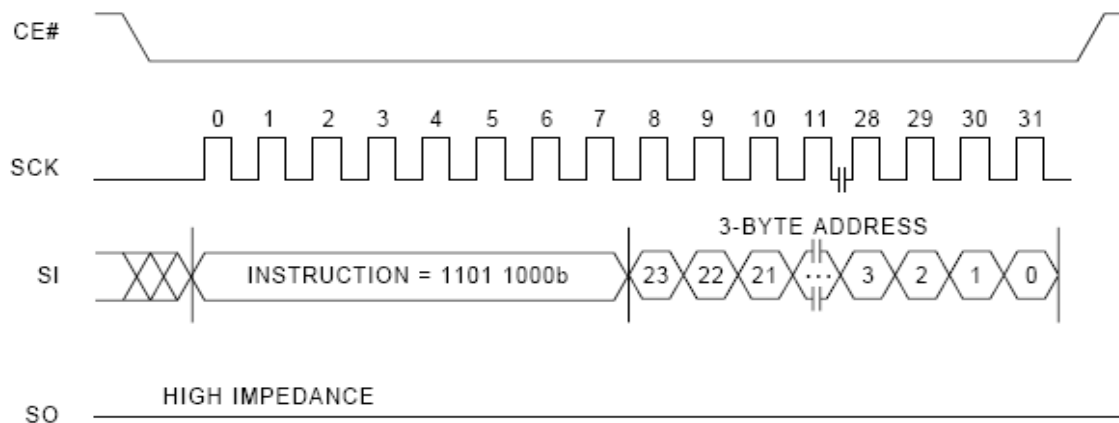 CE#
0 1 2 3 4 5 6 7 8 9 10 11 28 29 30 31
SCK
3-BYTE ADDRESS
SI INSTRUCTION = 1101 1000b 23 22 21 ... 3 2 1 0
HIGH IMPEDANCE
SO